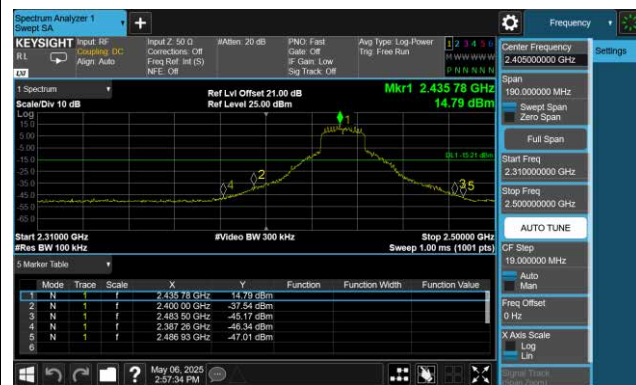 Spectrum Analyzer 1
Swept SA
Frequency
KEYSIGHT Input: RF
RL
Coupling: DC
Align: Auto
LXI
Input Z: 50 Ω
Corrections: Off
Freq Ref: Int (S)
NFE: Off
#Atten: 20 dB
PNO: Fast
Gate: Off
IF Gain: Low
Sig Track: Off
Avg Type: Log-Power
Trig: Free Run
1 2 3 4 5 6
M W W W W W
P N N N N N
1 Spectrum
Scale/Div 10 dB
Ref Lvl Offset 21.00 dB
Ref Level 25.00 dBm
Mkr1 2.435 78 GHz
14.79 dBm
Log
15.0
5.00
-5.00
-15.0
-25.0
-35.0
-45.0
-55.0
-65.0
1
DL1 -15.21 dBm
2
4
3
5
Start 2.31000 GHz
#Res BW 100 kHz
#Video BW 300 kHz
Stop 2.50000 GHz
Sweep 1.00 ms (1001 pts)
5 Marker Table
Mode Trace Scale X Y Function Function Width Function Value
1 N 1 f 2.435 78 GHz 14.79 dBm
2 N 1 f 2.400 00 GHz -37.54 dBm
3 N 1 f 2.483 50 GHz -45.17 dBm
4 N 1 f 2.387 26 GHz -46.34 dBm
5 N 1 f 2.486 93 GHz -47.01 dBm
6
May 06, 2025
2:57:34 PM
Center Frequency
2.405000000 GHz
Settings
Span
190.000000 MHz
Swept Span
Zero Span
Full Span
Start Freq
2.310000000 GHz
Stop Freq
2.500000000 GHz
AUTO TUNE
CF Step
19.000000 MHz
Auto
Man
Freq Offset
0 Hz
X Axis Scale
Log
Lin
Signal Track
(Span Zoom)